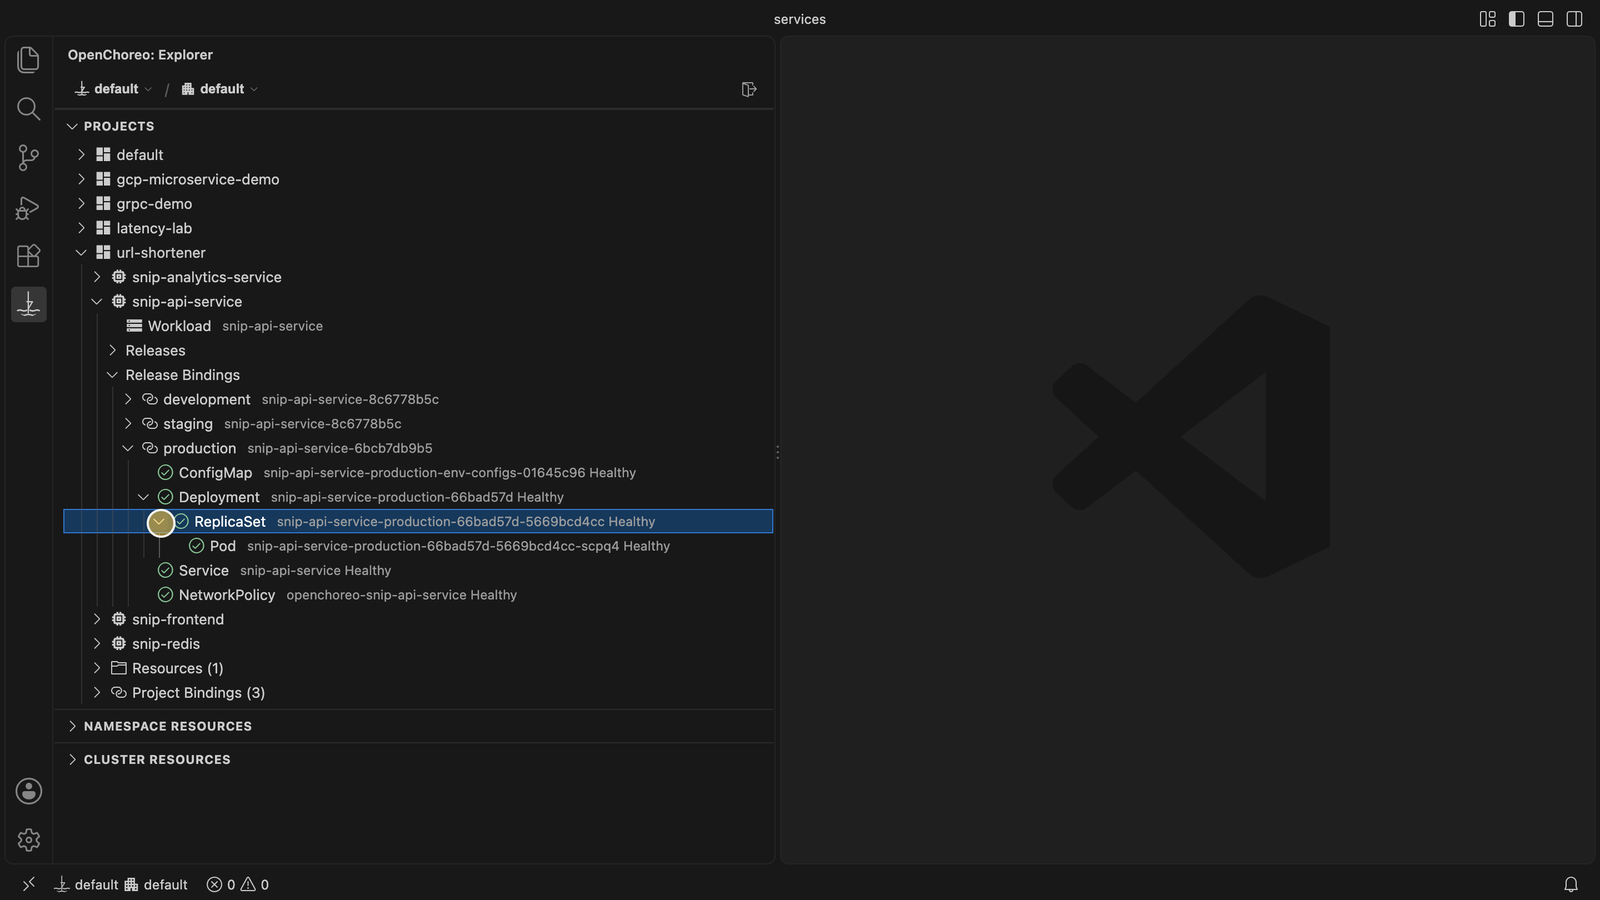 services
OpenChoreo: Explorer
default / default
PROJECTS
default
gcp-microservice-demo
grpc-demo
latency-lab
url-shortener
snip-analytics-service
snip-api-service
Workload snip-api-service
Releases
Release Bindings
development snip-api-service-8c6778b5c
staging snip-api-service-8c6778b5c
production snip-api-service-6bcb7db9b5
ConfigMap snip-api-service-production-env-configs-01645c96 Healthy
Deployment snip-api-service-production-66bad57d Healthy
ReplicaSet snip-api-service-production-66bad57d-5669bcd4cc Healthy
Pod snip-api-service-production-66bad57d-5669bcd4cc-scpq4 Healthy
Service snip-api-service Healthy
NetworkPolicy openchoreo-snip-api-service Healthy
snip-frontend
snip-redis
Resources (1)
Project Bindings (3)
NAMESPACE RESOURCES
CLUSTER RESOURCES
default default 0 0